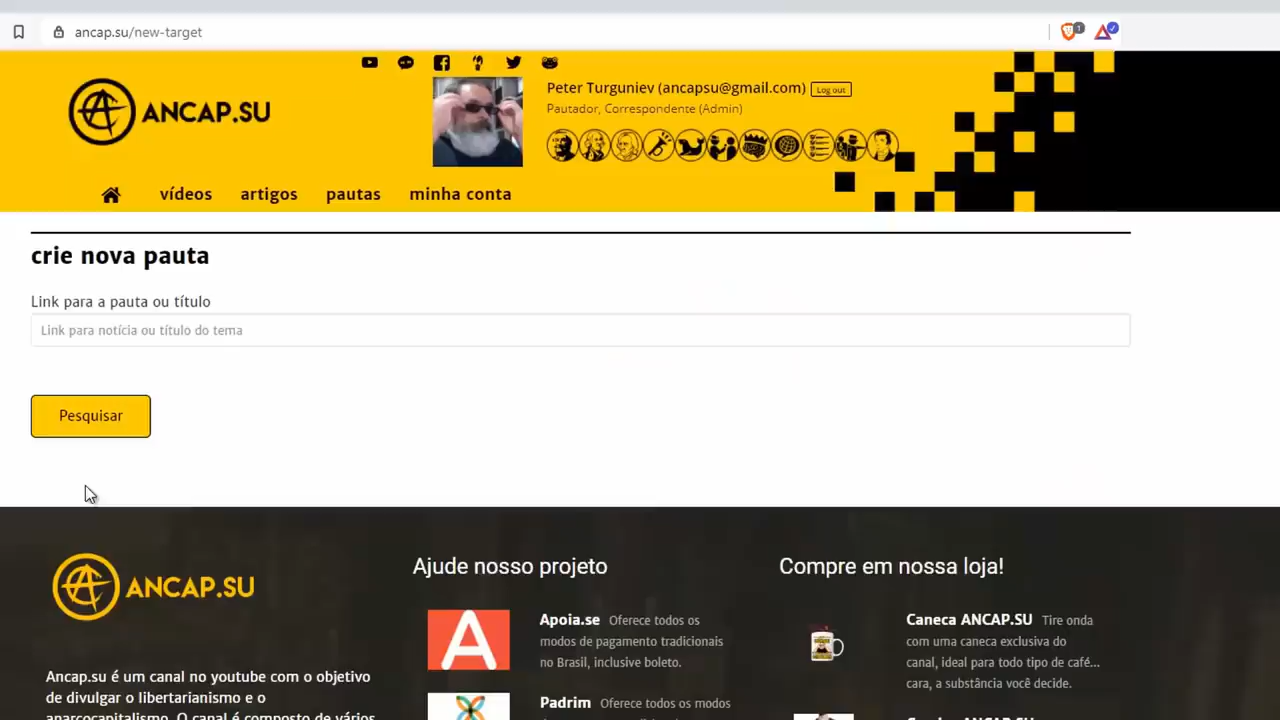 ancap.su/new-target
ANCAP.SU
Peter Turguniev (ancapsu@gmail.com) Log out
Pautador, Correspondente (Admin)
vídeos artigos pautas minha conta
crie nova pauta
Link para a pauta ou título
Link para notícia ou título do tema
Pesquisar
ANCAP.SU
Ancap.su é um canal no youtube com o objetivo
de divulgar o libertarianismo e o
anarcocapitalismo. O canal é composto de vários
Ajude nosso projeto
Apoia.se Oferece todos os
modos de pagamento tradicionais
no Brasil, inclusive boleto.
Padrim Oferece todos os modos
Compre em nossa loja!
Caneca ANCAP.SU Tire onda
com uma caneca exclusiva do
canal, ideal para todo tipo de café...
cara, a substância você decide.